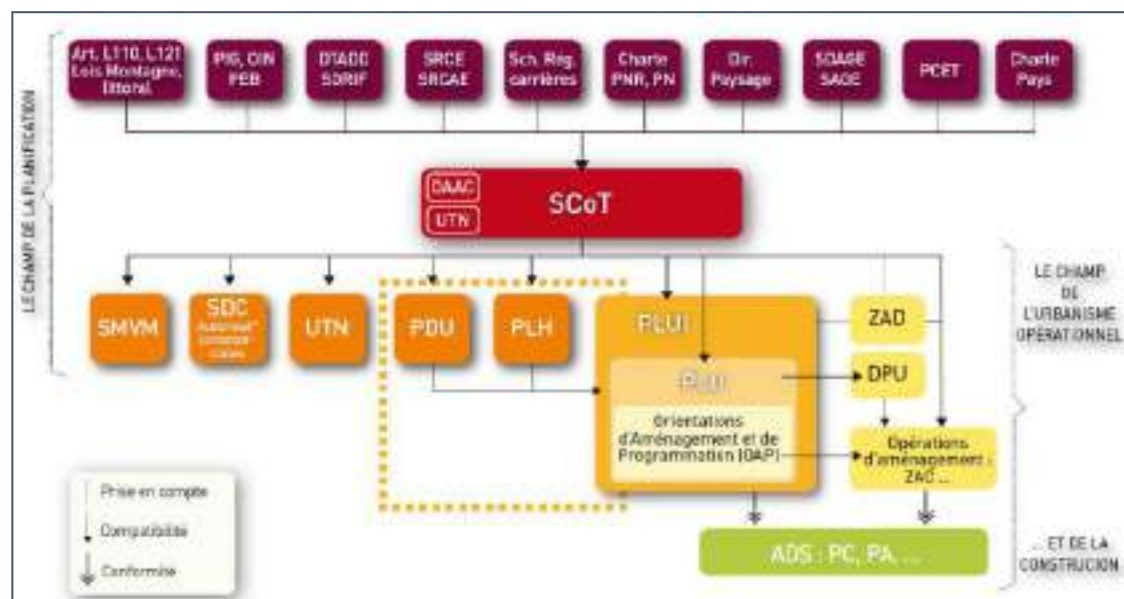 LE CHAMP DE LA PLANIFICATION
Art. L110, L121
Lois Montagne,
littoral
PIG, OIN
PEB
DTADD
SDRIF
SRCE
SRCAE
Sch. Rég.
carrières
Charte
PNR, PN
Dir.
Paysage
SDAGE
SAGE
PCET
Charte
Pays
DAAC
UTN
SCoT
SMVM
SDC
UTN
PDU
PLH
PLUi
PLU
Orientations
d'Aménagement et de
Programmation (OAP)
ZAD
DPU
Opérations
d'aménagement :
ZAC ...
ADS : PC, PA, ...
LE CHAMP
DE
L'URBANISME
OPÉRATIONNEL
... ET DE LA
CONSTRUCION
Prise en compte
Compatibilité
Conformité